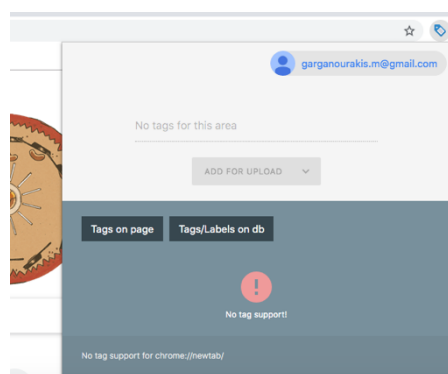 garganourakis.m@gmail.com
No tags for this area
ADD FOR UPLOAD
Tags on page
Tags/Labels on db
!
No tag support!
No tag support for chrome://newtab/